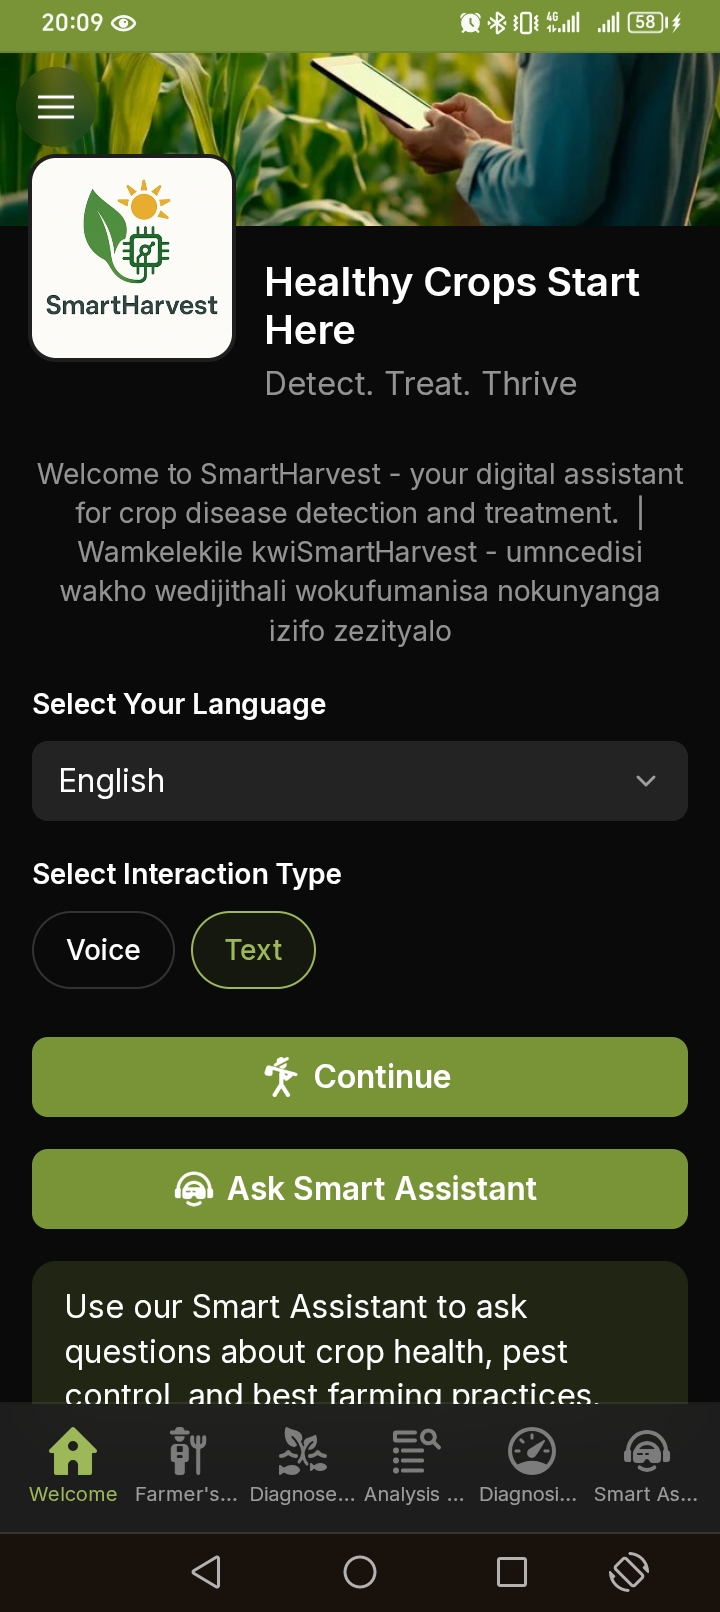 20:09
4G
58
SmartHarvest
Healthy Crops Start
Here
Detect. Treat. Thrive
Welcome to SmartHarvest - your digital assistant
for crop disease detection and treatment. |
Wamkelekile kwiSmartHarvest - umncedisi
wakho wedijithali wokufumanisa nokunyanga
izifo zezityalo
Select Your Language
English
Select Interaction Type
Voice
Text
Continue
Ask Smart Assistant
Use our Smart Assistant to ask
questions about crop health, pest
control, and best farming practices.
Welcome
Farmer's...
Diagnose...
Analysis ...
Diagnosi...
Smart As...